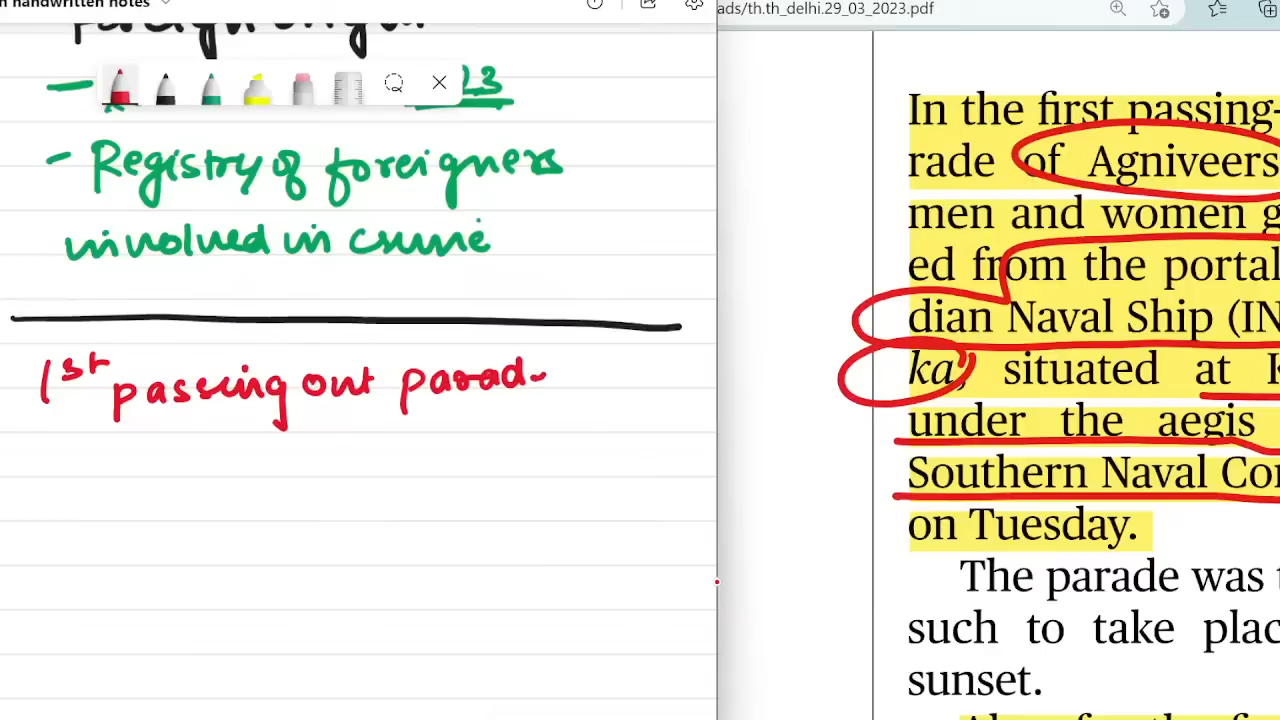 handwritten notes
ads/th.th_delhi.29_03_2023.pdf
- Registry of foreigners
involved in crime
1st passing out parad
In the first passing-
rade of Agniveers
men and women g
ed from the portal
dian Naval Ship (IN
ka, situated at K
under the aegis
Southern Naval Co
on Tuesday.
The parade was t
such to take plac
sunset.